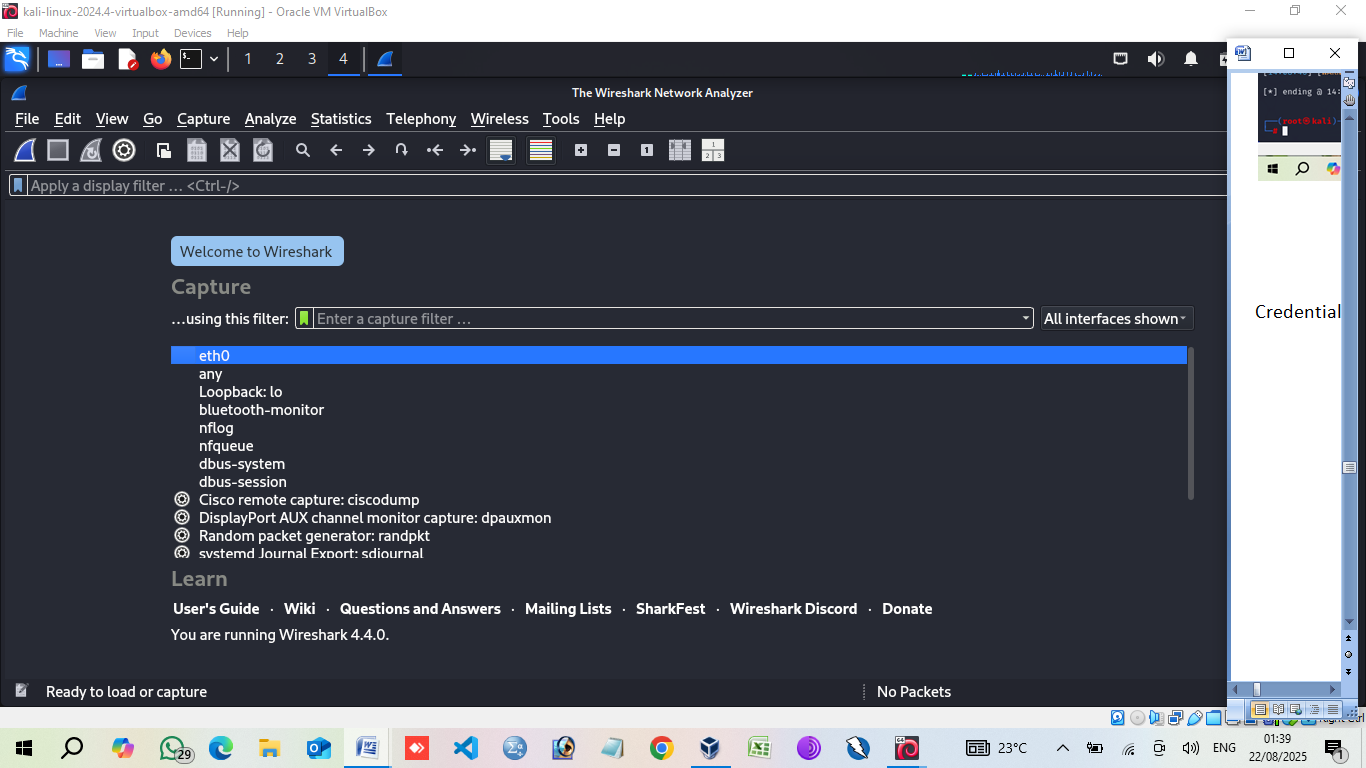 kali-linux-2024.4-virtualbox-amd64 [Running] - Oracle VM VirtualBox
File Machine View Input Devices Help
1 2 3 4
The Wireshark Network Analyzer
File Edit View Go Capture Analyze Statistics Telephony Wireless Tools Help
Apply a display filter … <Ctrl-/>
Welcome to Wireshark
Capture
…using this filter: Enter a capture filter … All interfaces shown
eth0
any
Loopback: lo
bluetooth-monitor
nflog
nfqueue
dbus-system
dbus-session
Cisco remote capture: ciscodump
DisplayPort AUX channel monitor capture: dpauxmon
Random packet generator: randpkt
systemd Journal Export: sdjournal
Learn
User's Guide · Wiki · Questions and Answers · Mailing Lists · SharkFest · Wireshark Discord · Donate
You are running Wireshark 4.4.0.
Ready to load or capture No Packets
[*] ending @ 14:
(root㉿kali)-
Credential
29
23°C
ENG
01:39
22/08/2025
1